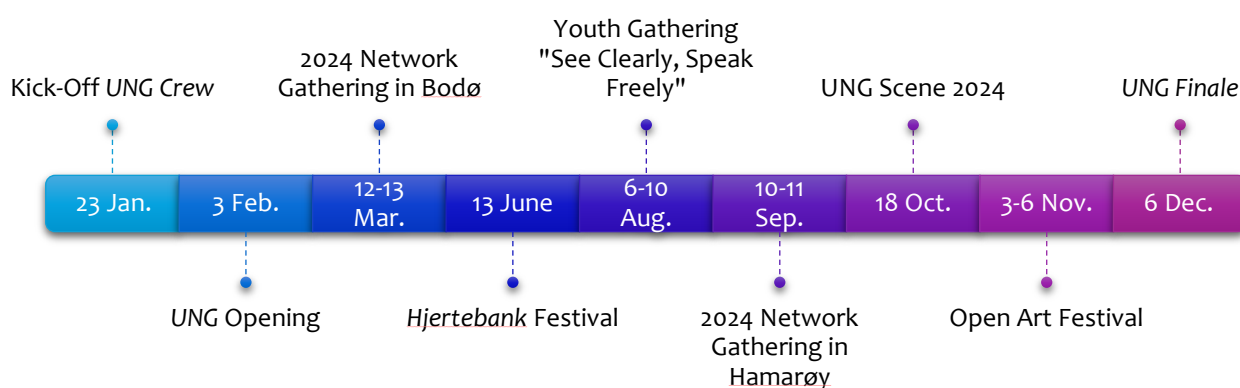 Kick-Off UNG Crew
2024 Network
Gathering in Bodø
Youth Gathering
"See Clearly, Speak
Freely"
UNG Scene 2024
UNG Finale
23 Jan.
3 Feb.
12-13
Mar.
13 June
6-10
Aug.
10-11
Sep.
18 Oct.
3-6 Nov.
6 Dec.
UNG Opening
Hjertebank Festival
2024 Network
Gathering in
Hamarøy
Open Art Festival